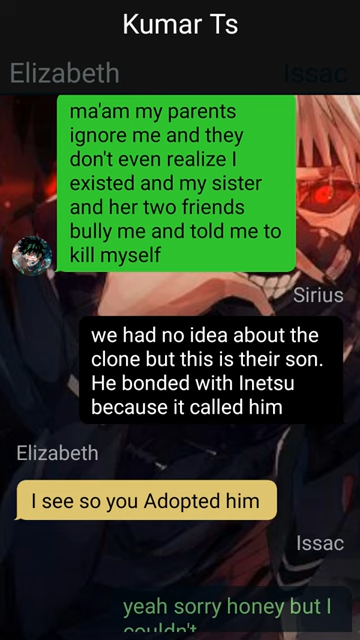 Kumar Ts
Elizabeth
Issac
ma'am my parents
ignore me and they
don't even realize I
existed and my sister
and her two friends
bully me and told me to
kill myself
Sirius
we had no idea about the
clone but this is their son.
He bonded with Inetsu
because it called him
Elizabeth
I see so you Adopted him
Issac
yeah sorry honey but I
couldn't